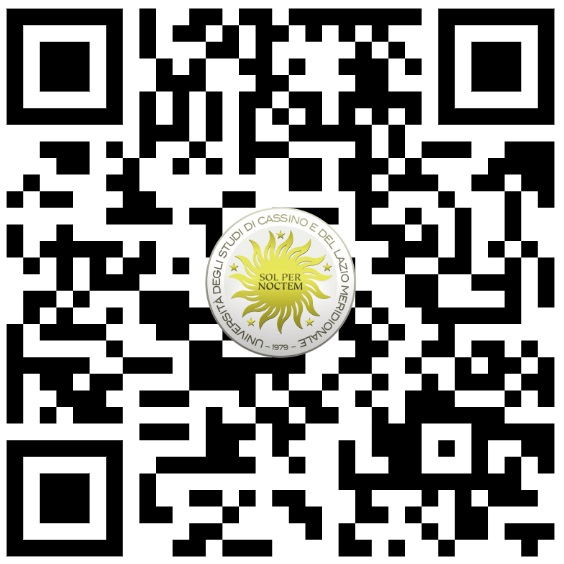 UNIVERSITÀ DEGLI STUDI DI CASSINO E DEL LAZIO MERIDIONALE
SOL PER
NOCTEM
- 1979 -